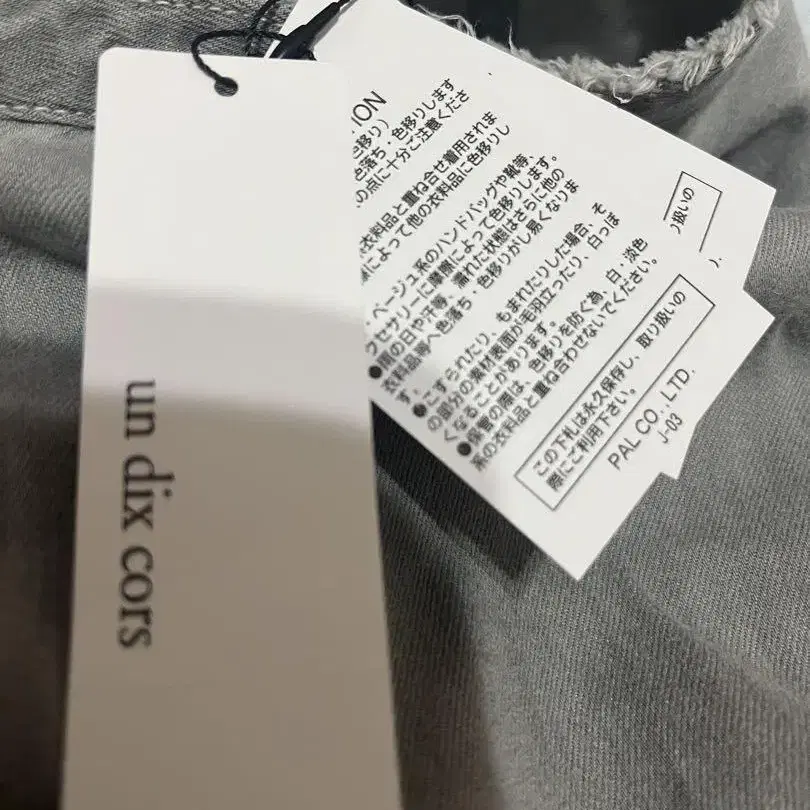 un dix cors
ION
色移り)
色落ち・色移りします
の点に十分ご注意くださ
衣料品と重ね合せ着用されま
擦によって他の衣料品に色移りし
ベージュ系のハンドバッグや靴等
クセサリーに摩擦によって色移りします。
●雨の日や汗等、濡れた状態はさらに他の
衣料品等へ色落ち・色移りがし易くなりま
す。
●こすられたり、もまれたりした場合、そ
の部分の素材表面が毛羽立ったり、白っぽ
くなることがあります。
●保管の際は、色移りを防ぐ為、白・淡色
系の衣料品と重ね合わせないでください。
この下札は永久保存し、取り扱いの
際にご利用下さい。
PAL CO., LTD.
J-03
り扱いの
).